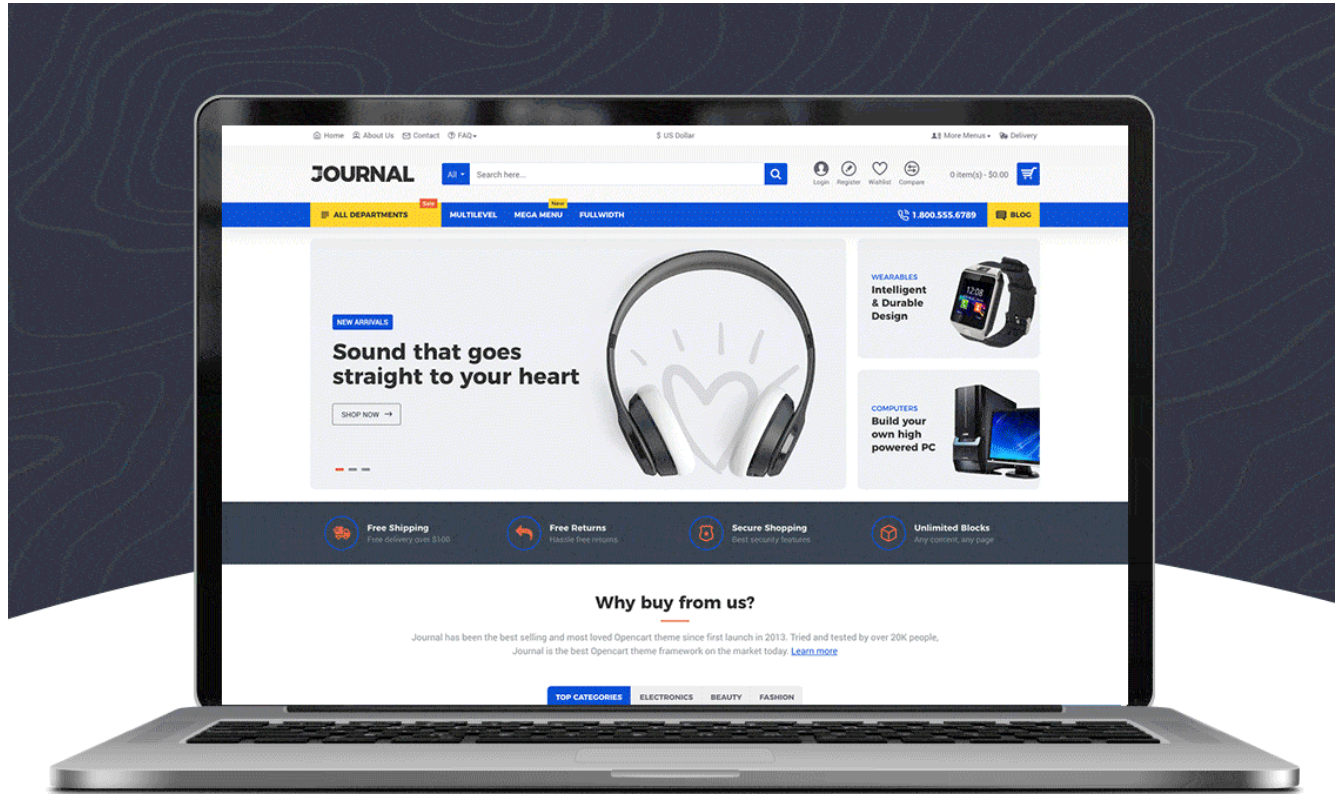 Home About Us Contact FAQ
$ US Dollar
More Menus Delivery
JOURNAL
All
Search here...
Login Register Wishlist Compare
0 item(s) - $0.00
Sale
New
ALL DEPARTMENTS
MULTILEVEL MEGA MENU FULLWIDTH
1.800.555.6789
BLOG
NEW ARRIVALS
Sound that goes
straight to your heart
SHOP NOW →
WEARABLES
Intelligent
& Durable
Design
12:08
COMPUTERS
Build your
own high
powered PC
Free Shipping
Free delivery over $100
Free Returns
Hassle free returns
Secure Shopping
Best security features
Unlimited Blocks
Any content, any page
Why buy from us?
Journal has been the best selling and most loved Opencart theme since first launch in 2013. Tried and tested by over 20K people,
Journal is the best Opencart theme framework on the market today. Learn more
TOP CATEGORIES ELECTRONICS BEAUTY FASHION